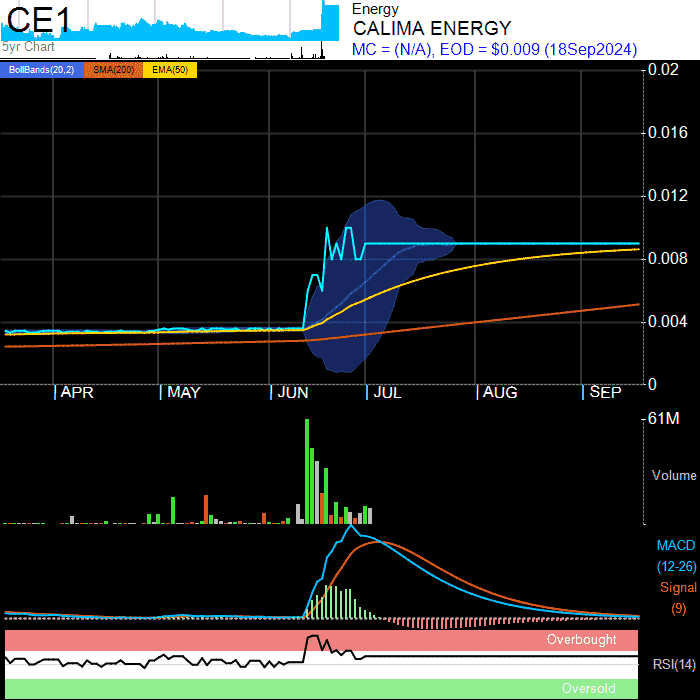 CE1
5yr Chart
Energy
CALIMA ENERGY
MC = (N/A), EOD = $0.009 (18Sep2024)
BollBands(20,2) SMA(200) EMA(50)
0.02
0.016
0.012
0.008
0.004
0
APR MAY JUN JUL AUG SEP
61M
Volume
MACD
(12-26)
Signal
(9)
Overbought
RSI(14)
Oversold